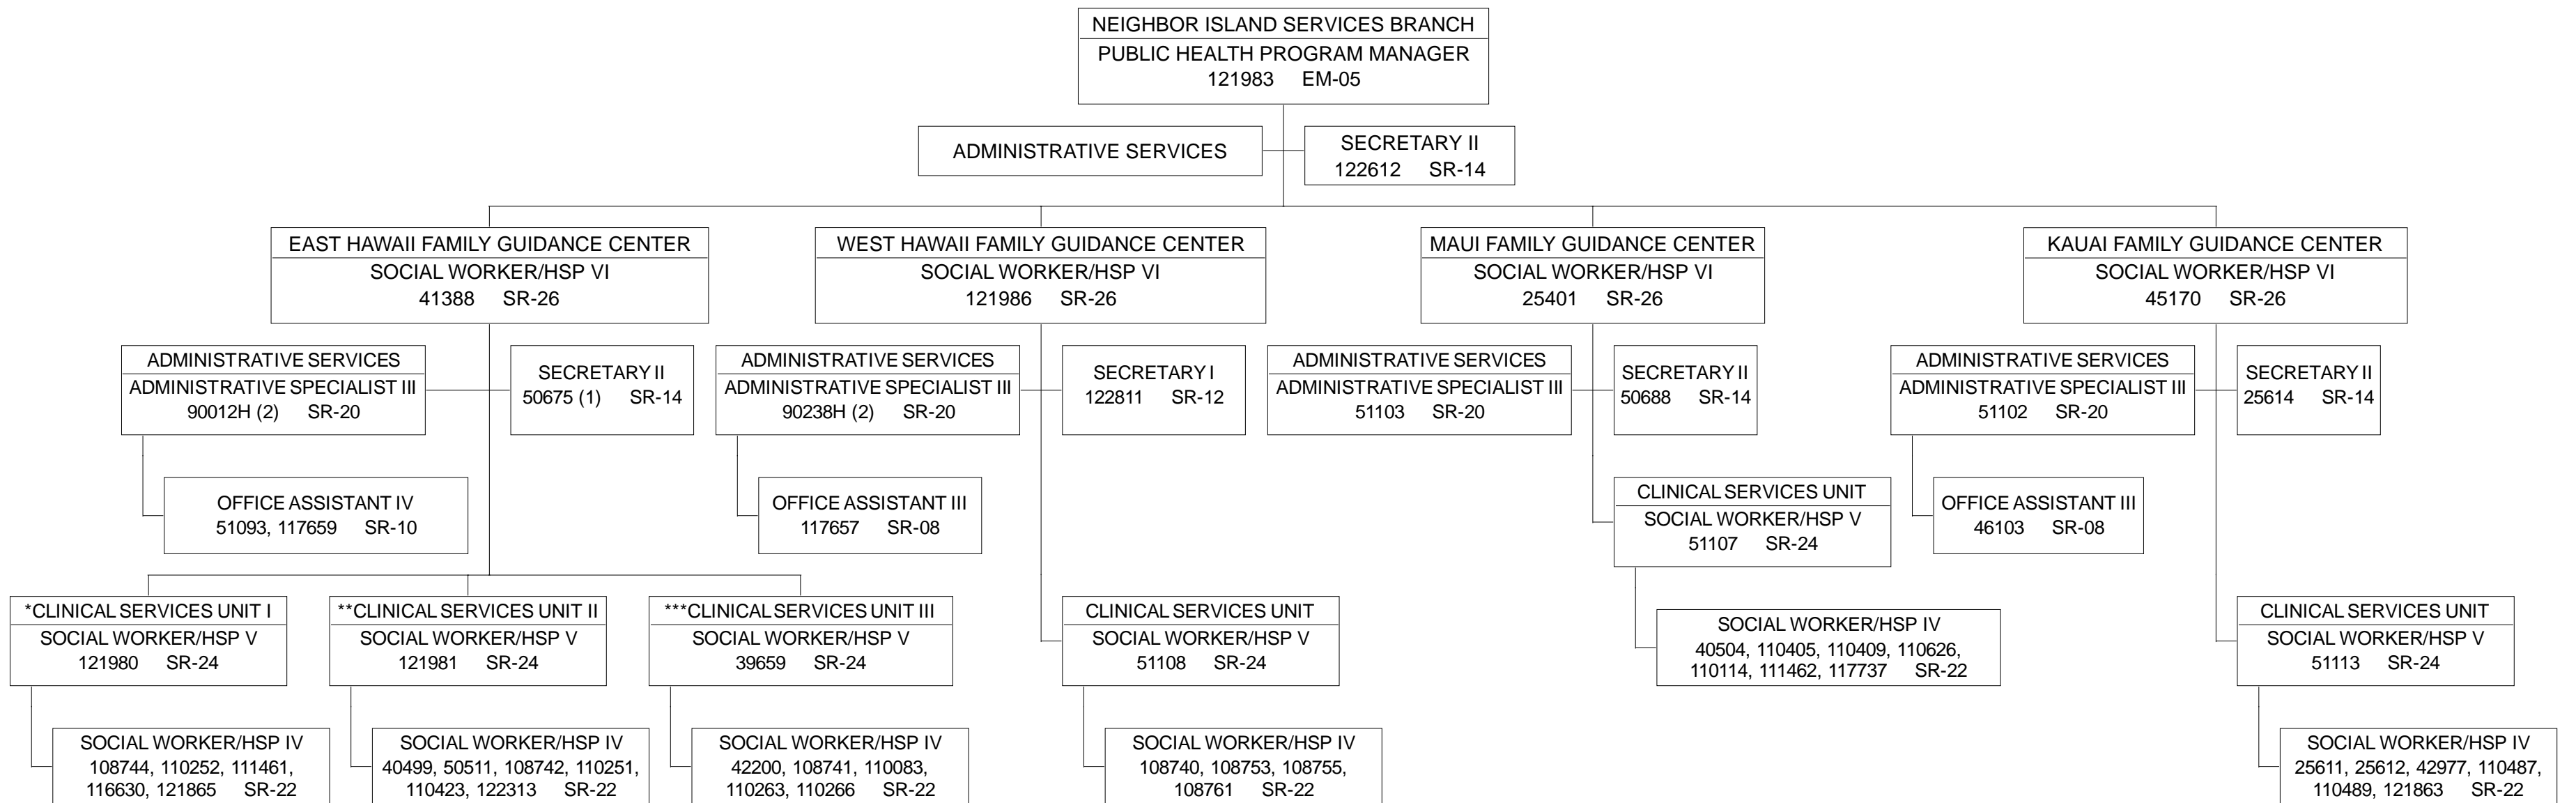 NEIGHBOR ISLAND SERVICES BRANCH
PUBLIC HEALTH PROGRAM MANAGER
121983 EM-05
ADMINISTRATIVE SERVICES
SECRETARY II
122612 SR-14
EAST HAWAII FAMILY GUIDANCE CENTER
SOCIAL WORKER/HSP VI
41388 SR-26
WEST HAWAII FAMILY GUIDANCE CENTER
SOCIAL WORKER/HSP VI
121986 SR-26
MAUI FAMILY GUIDANCE CENTER
SOCIAL WORKER/HSP VI
25401 SR-26
KAUAI FAMILY GUIDANCE CENTER
SOCIAL WORKER/HSP VI
45170 SR-26
ADMINISTRATIVE SERVICES
ADMINISTRATIVE SPECIALIST III
90012H (2) SR-20
SECRETARY II
50675 (1) SR-14
ADMINISTRATIVE SERVICES
ADMINISTRATIVE SPECIALIST III
90238H (2) SR-20
SECRETARY I
122811 SR-12
ADMINISTRATIVE SERVICES
ADMINISTRATIVE SPECIALIST III
51103 SR-20
SECRETARY II
50688 SR-14
ADMINISTRATIVE SERVICES
ADMINISTRATIVE SPECIALIST III
51102 SR-20
SECRETARY II
25614 SR-14
OFFICE ASSISTANT IV
51093, 117659 SR-10
OFFICE ASSISTANT III
117657 SR-08
CLINICAL SERVICES UNIT
SOCIAL WORKER/HSP V
51107 SR-24
OFFICE ASSISTANT III
46103 SR-08
*CLINICAL SERVICES UNIT I
SOCIAL WORKER/HSP V
121980 SR-24
**CLINICAL SERVICES UNIT II
SOCIAL WORKER/HSP V
121981 SR-24
***CLINICAL SERVICES UNIT III
SOCIAL WORKER/HSP V
39659 SR-24
CLINICAL SERVICES UNIT
SOCIAL WORKER/HSP V
51108 SR-24
SOCIAL WORKER/HSP IV
40504, 110405, 110409, 110626,
110114, 111462, 117737 SR-22
CLINICAL SERVICES UNIT
SOCIAL WORKER/HSP V
51113 SR-24
SOCIAL WORKER/HSP IV
108744, 110252, 111461,
116630, 121865 SR-22
SOCIAL WORKER/HSP IV
40499, 50511, 108742, 110251,
110423, 122313 SR-22
SOCIAL WORKER/HSP IV
42200, 108741, 110083,
110263, 110266 SR-22
SOCIAL WORKER/HSP IV
108740, 108753, 108755,
108761 SR-22
SOCIAL WORKER/HSP IV
25611, 25612, 42977, 110487,
110489, 121863 SR-22